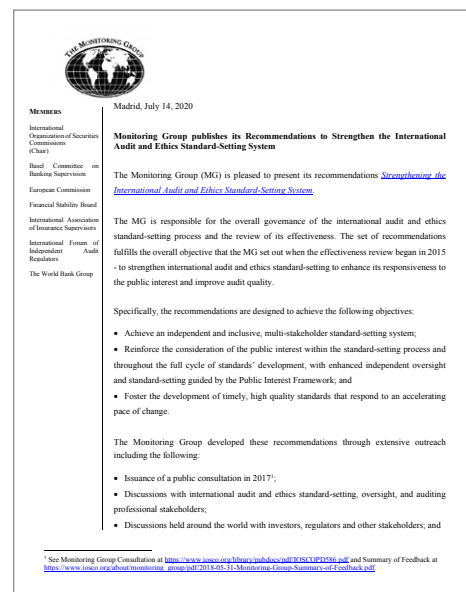 THE MONITORING GROUP
MEMBERS
International
Organization of Securities
Commissions
(Chair)
Basel Committee on
Banking Supervision
European Commission
Financial Stability Board
International Association
of Insurance Supervisors
International Forum of
Independent Audit
Regulators
The World Bank Group
Madrid, July 14, 2020
Monitoring Group publishes its Recommendations to Strengthen the International
Audit and Ethics Standard-Setting System
The Monitoring Group (MG) is pleased to present its recommendations Strengthening the
International Audit and Ethics Standard-Setting System.
The MG is responsible for the overall governance of the international audit and ethics
standard-setting process and the review of its effectiveness. The set of recommendations
fulfills the overall objective that the MG set out when the effectiveness review began in 2015
- to strengthen international audit and ethics standard-setting to enhance its responsiveness to
the public interest and improve audit quality.
Specifically, the recommendations are designed to achieve the following objectives:
• Achieve an independent and inclusive, multi-stakeholder standard-setting system;
• Reinforce the consideration of the public interest within the standard-setting process and
throughout the full cycle of standards´ development, with enhanced independent oversight
and standard-setting guided by the Public Interest Framework; and
• Foster the development of timely, high quality standards that respond to an accelerating
pace of change.
The Monitoring Group developed these recommendations through extensive outreach
including the following:
• Issuance of a public consultation in 2017¹;
• Discussions with international audit and ethics standard-setting, oversight, and auditing
professional stakeholders;
• Discussions held around the world with investors, regulators and other stakeholders; and
¹ See Monitoring Group Consultation at https://www.iosco.org/library/pubdocs/pdf/IOSCOPD586.pdf and Summary of Feedback at
https://www.iosco.org/about/monitoring_group/pdf/2018-05-31-Monitoring-Group-Summary-of-Feedback.pdf.